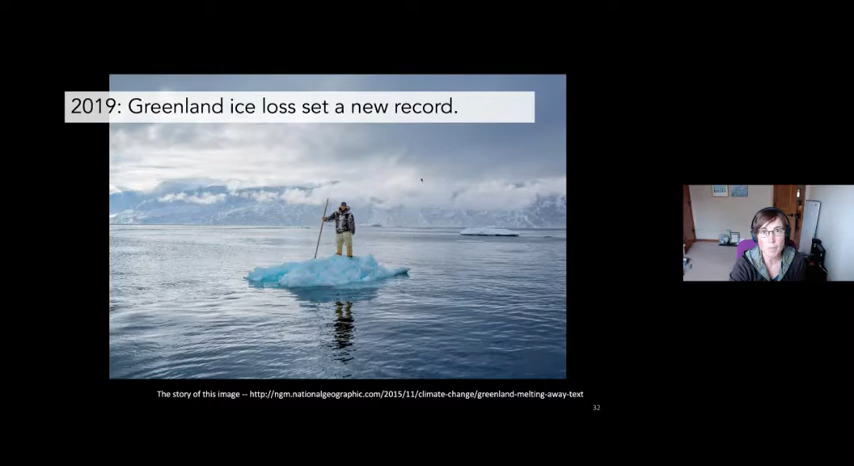 2019: Greenland ice loss set a new record.
The story of this image -- http://ngm.nationalgeographic.com/2015/11/climate-change/greenland-melting-away-text
32